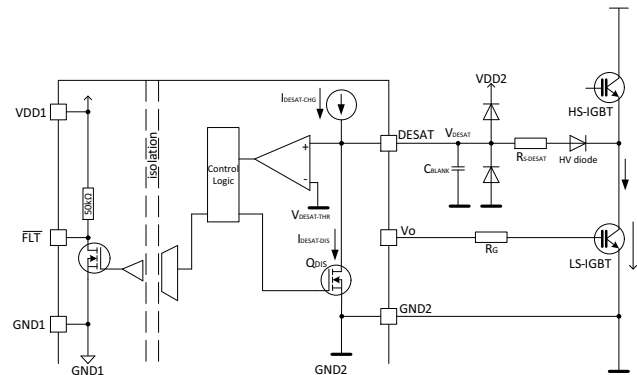 VDD1
50kΩ
FLT
GND1
GND1
isolation
Control
Logic
IDESAT-CHG
+
-
VDESAT-THR
IDESAT-DIS
QDIS
GND2
DESAT
Vo
GND2
VDD2
VDESAT
CBLANK
RS-DESAT
HV diode
RG
HS-IGBT
LS-IGBT